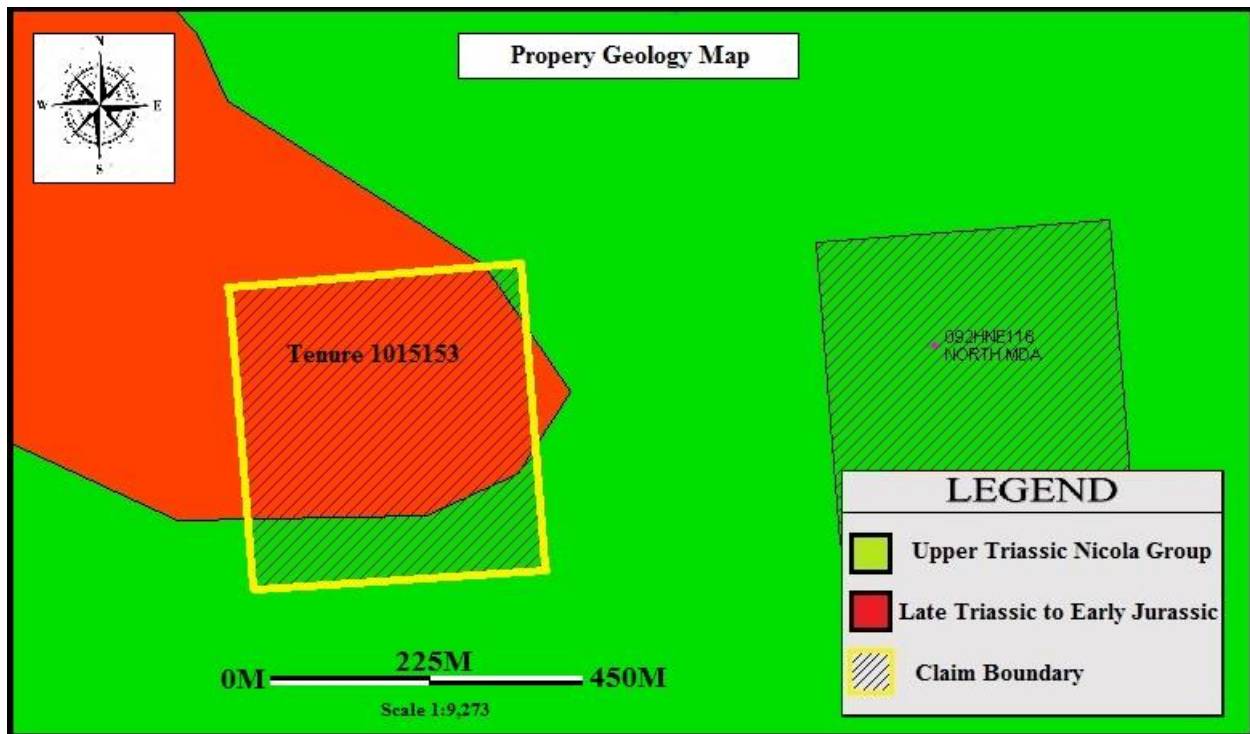 N
W
E
S
Propery Geology Map
Tenure 1015153
092HNE116
NORTH MDA
LEGEND
Upper Triassic Nicola Group
Late Triassic to Early Jurassic
Claim Boundary
0M
225M
450M
Scale 1:9,273